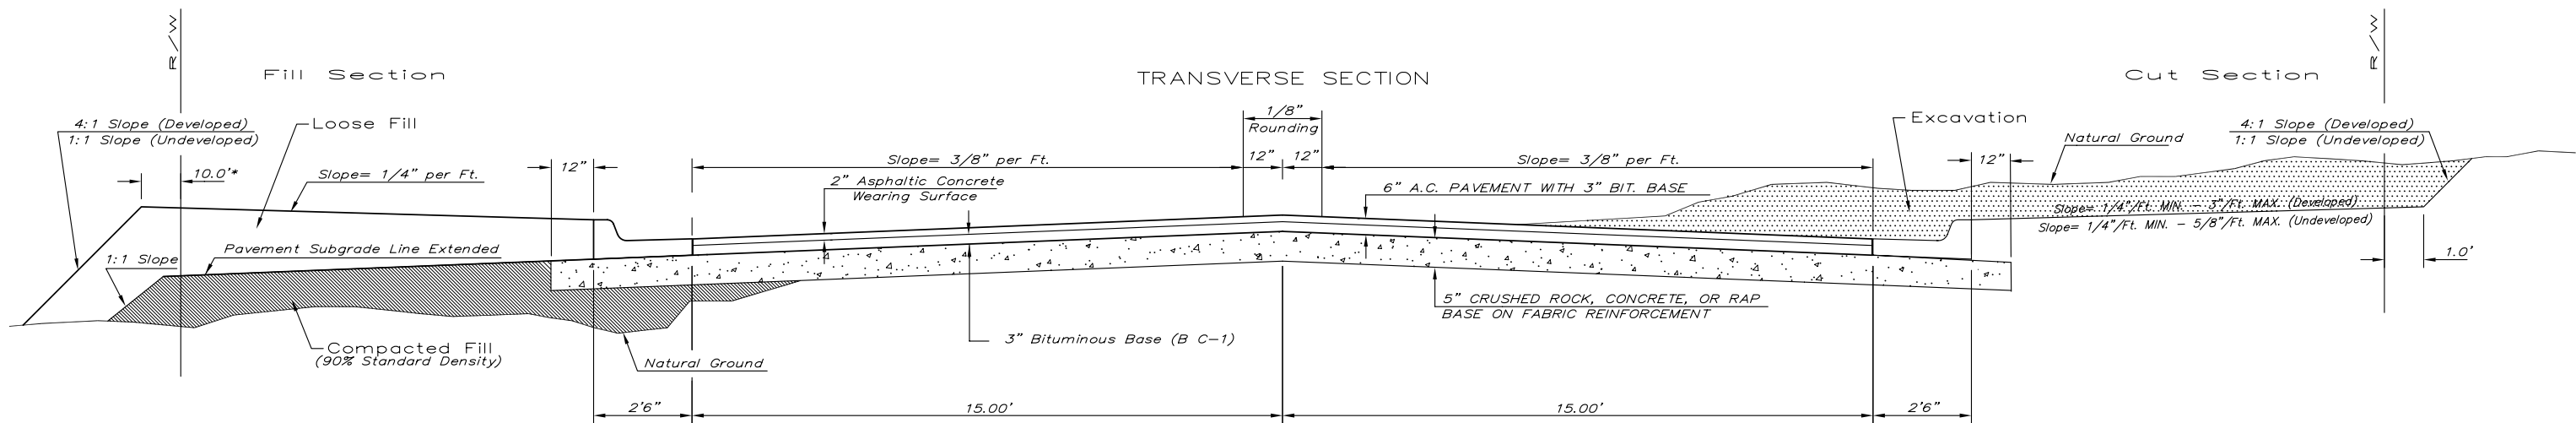 R/W
R/W
Fill Section
TRANSVERSE SECTION
Cut Section
1/8"
Rounding
4:1 Slope (Developed)
1:1 Slope (Undeveloped)
Loose Fill
Excavation
Natural Ground
4:1 Slope (Developed)
1:1 Slope (Undeveloped)
12"
Slope= 3/8" per Ft.
12"
12"
Slope= 3/8" per Ft.
12"
10.0'*
Slope= 1/4" per Ft.
2" Asphaltic Concrete
Wearing Surface
6" A.C. PAVEMENT WITH 3" BIT. BASE
Slope= 1/4"/Ft. MIN. - 3"/Ft. MAX. (Developed)
Slope= 1/4"/Ft. MIN. - 5/8"/Ft. MAX. (Undeveloped)
Pavement Subgrade Line Extended
1:1 Slope
1.0'
5" CRUSHED ROCK, CONCRETE, OR RAP
BASE ON FABRIC REINFORCEMENT
3" Bituminous Base (B C-1)
Compacted Fill
(90% Standard Density)
Natural Ground
2'6"
15.00'
15.00'
2'6"